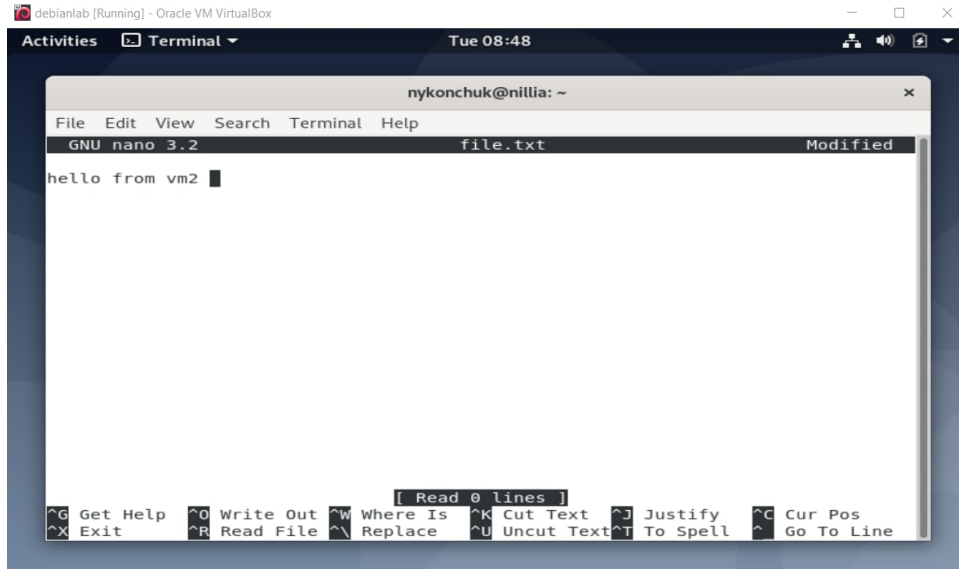 debianlab [Running] - Oracle VM VirtualBox
Activities Terminal Tue 08:48
nykonchuk@nillia: ~
File Edit View Search Terminal Help
GNU nano 3.2 file.txt Modified
hello from vm2
[ Read 0 lines ]
^G Get Help ^O Write Out ^W Where Is ^K Cut Text ^J Justify ^C Cur Pos
^X Exit ^R Read File ^\ Replace ^U Uncut Text ^T To Spell ^_ Go To Line